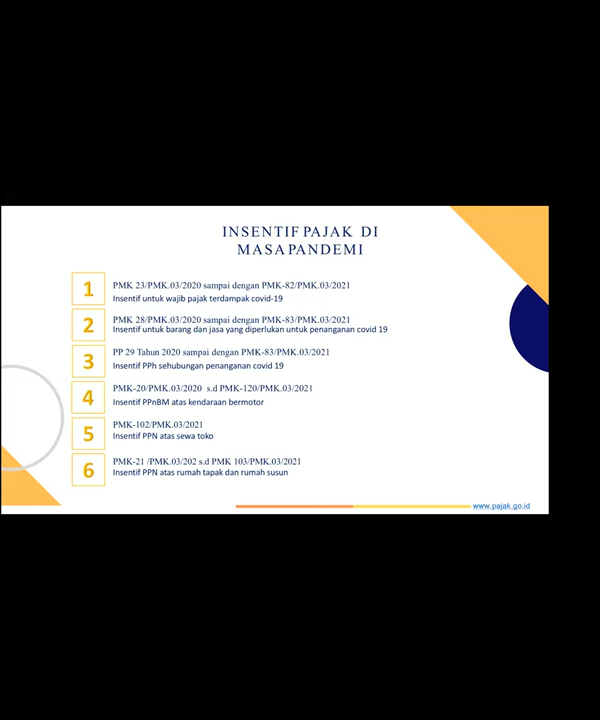 INSENTIF PAJAK DI
MASA PANDEMI
1
PMK 23/PMK.03/2020 sampai dengan PMK-82/PMK.03/2021
Insentif untuk wajib pajak terdampak covid-19
2
PMK 28/PMK.03/2020 sampai dengan PMK-83/PMK.03/2021
Insentif untuk barang dan jasa yang diperlukan untuk penanganan covid 19
3
PP 29 Tahun 2020 sampai dengan PMK-83/PMK.03/2021
Insentif PPh sehubungan penanganan covid 19
4
PMK-20/PMK.03/2020 s.d PMK-120/PMK.03/2021
Insentif PPnBM atas kendaraan bermotor
5
PMK-102/PMK.03/2021
Insentif PPN atas sewa toko
6
PMK-21 /PMK.03/202 s.d PMK 103/PMK.03/2021
Insentif PPN atas rumah tapak dan rumah susun
www.pajak.go.id